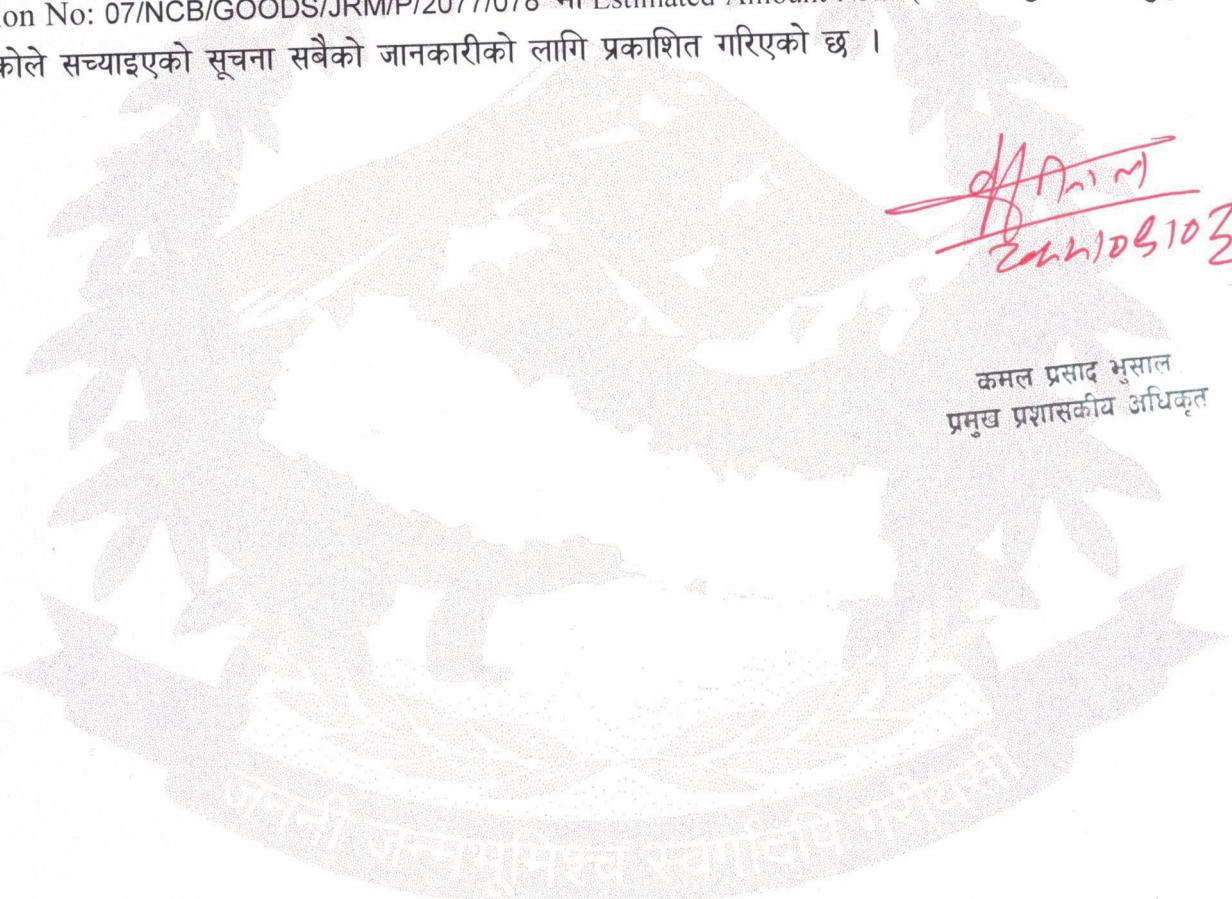 on No: 07/NCB/GOODS/JRM/P/2077/078 मा Estimated Amount
कोले सच्याइएको सूचना सबैको जानकारीको लागि प्रकाशित गरिएको छ ।
कमल प्रसाद भुसाल
प्रमुख प्रशासकीय अधिकृत
जननी जन्मभूमिश्च स्वर्गादपि गरीयसी